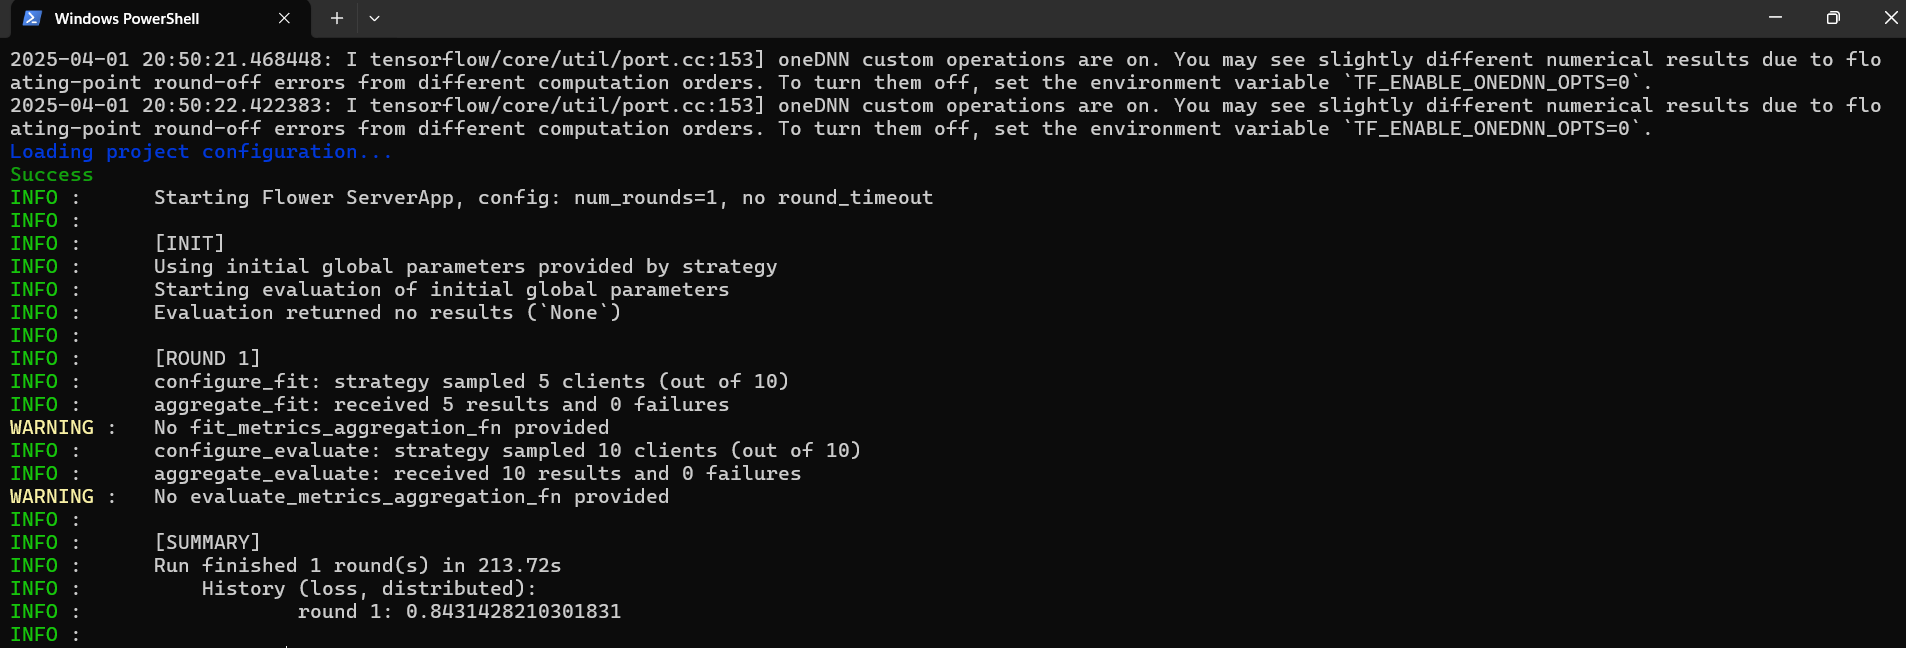 Windows PowerShell
2025-04-01 20:50:21.468448: I tensorflow/core/util/port.cc:153] oneDNN custom operations are on. You may see slightly different numerical results due to flo
ating-point round-off errors from different computation orders. To turn them off, set the environment variable `TF_ENABLE_ONEDNN_OPTS=0`.
2025-04-01 20:50:22.422383: I tensorflow/core/util/port.cc:153] oneDNN custom operations are on. You may see slightly different numerical results due to flo
ating-point round-off errors from different computation orders. To turn them off, set the environment variable `TF_ENABLE_ONEDNN_OPTS=0`.
Loading project configuration...
Success
INFO :      Starting Flower ServerApp, config: num_rounds=1, no round_timeout
INFO :
INFO :      [INIT]
INFO :      Using initial global parameters provided by strategy
INFO :      Starting evaluation of initial global parameters
INFO :      Evaluation returned no results (`None`)
INFO :
INFO :      [ROUND 1]
INFO :      configure_fit: strategy sampled 5 clients (out of 10)
INFO :      aggregate_fit: received 5 results and 0 failures
WARNING :   No fit_metrics_aggregation_fn provided
INFO :      configure_evaluate: strategy sampled 10 clients (out of 10)
INFO :      aggregate_evaluate: received 10 results and 0 failures
WARNING :   No evaluate_metrics_aggregation_fn provided
INFO :
INFO :      [SUMMARY]
INFO :      Run finished 1 round(s) in 213.72s
INFO :          History (loss, distributed):
INFO :                  round 1: 0.8431428210301831
INFO :